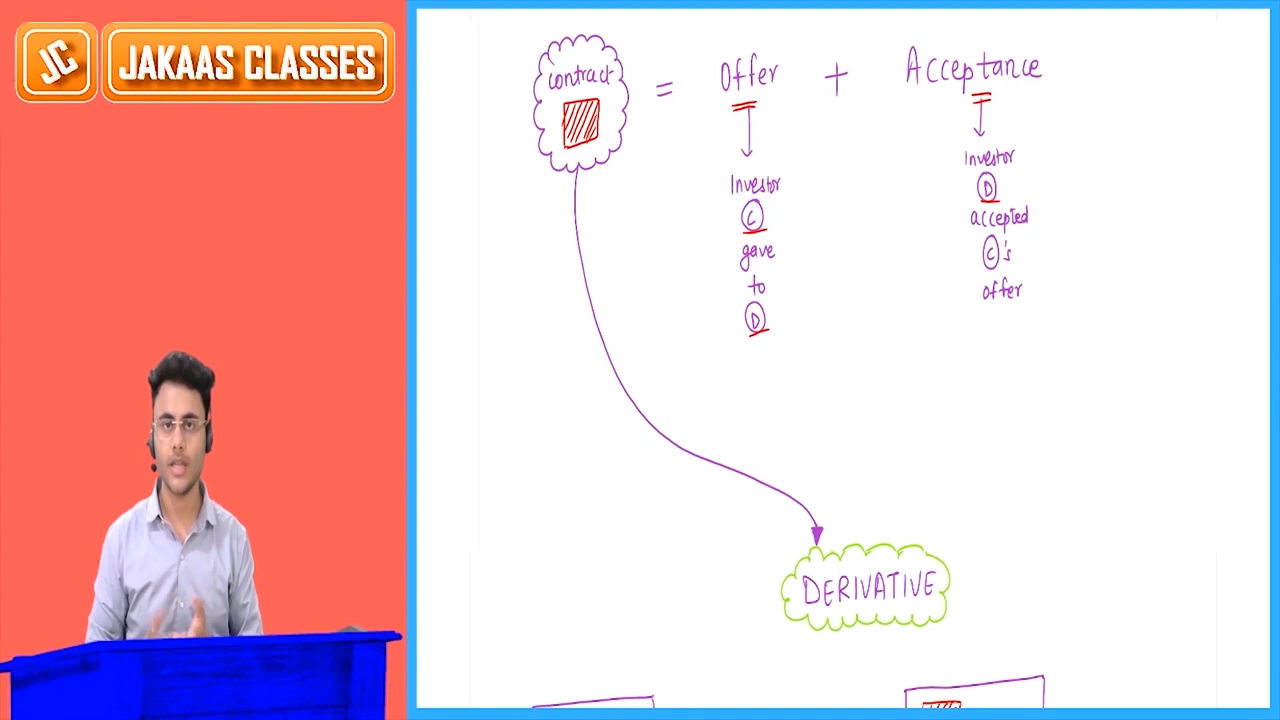 JC JAKAAS CLASSES
contract = Offer + Acceptance
Investor
C
gave
to
D
Investor
D
accepted
C's
offer
DERIVATIVE